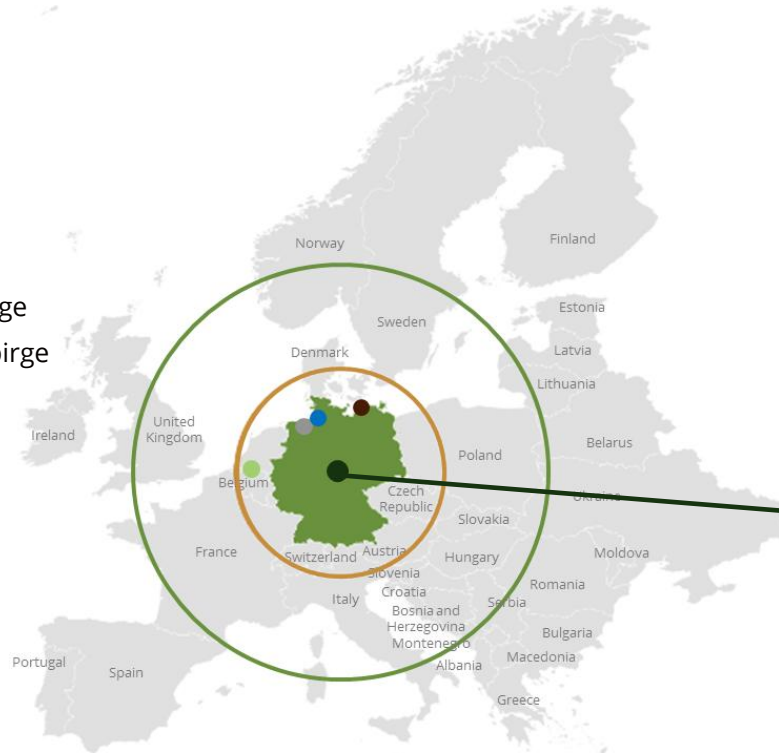 Norway
Finland
Estonia
ge
Sweden
Latvia
irge
Denmark
Lithuania
United
Kingdom
Ireland
Belarus
Poland
Belgium
Czech
Republic
Ukraine
Slovakia
France
Switzerland
Austria
Hungary
Moldova
Slovenia
Romania
Croatia
Italy
Serbia
Bosnia and
Herzegovina
Bulgaria
Montenegro
Macedonia
Portugal
Albania
Spain
Greece